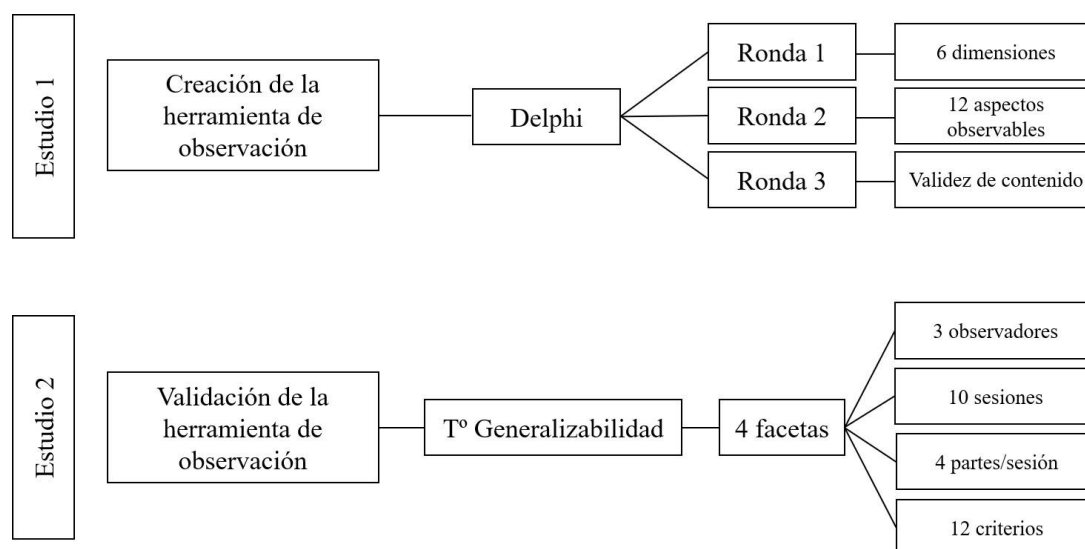 Estudio 1
Creación de la
herramienta de
observación
Delphi
Ronda 1
6 dimensiones
Ronda 2
12 aspectos
observables
Ronda 3
Validez de contenido
Estudio 2
Validación de la
herramienta de
observación
Tº Generalizabilidad
4 facetas
3 observadores
10 sesiones
4 partes/sesión
12 criterios